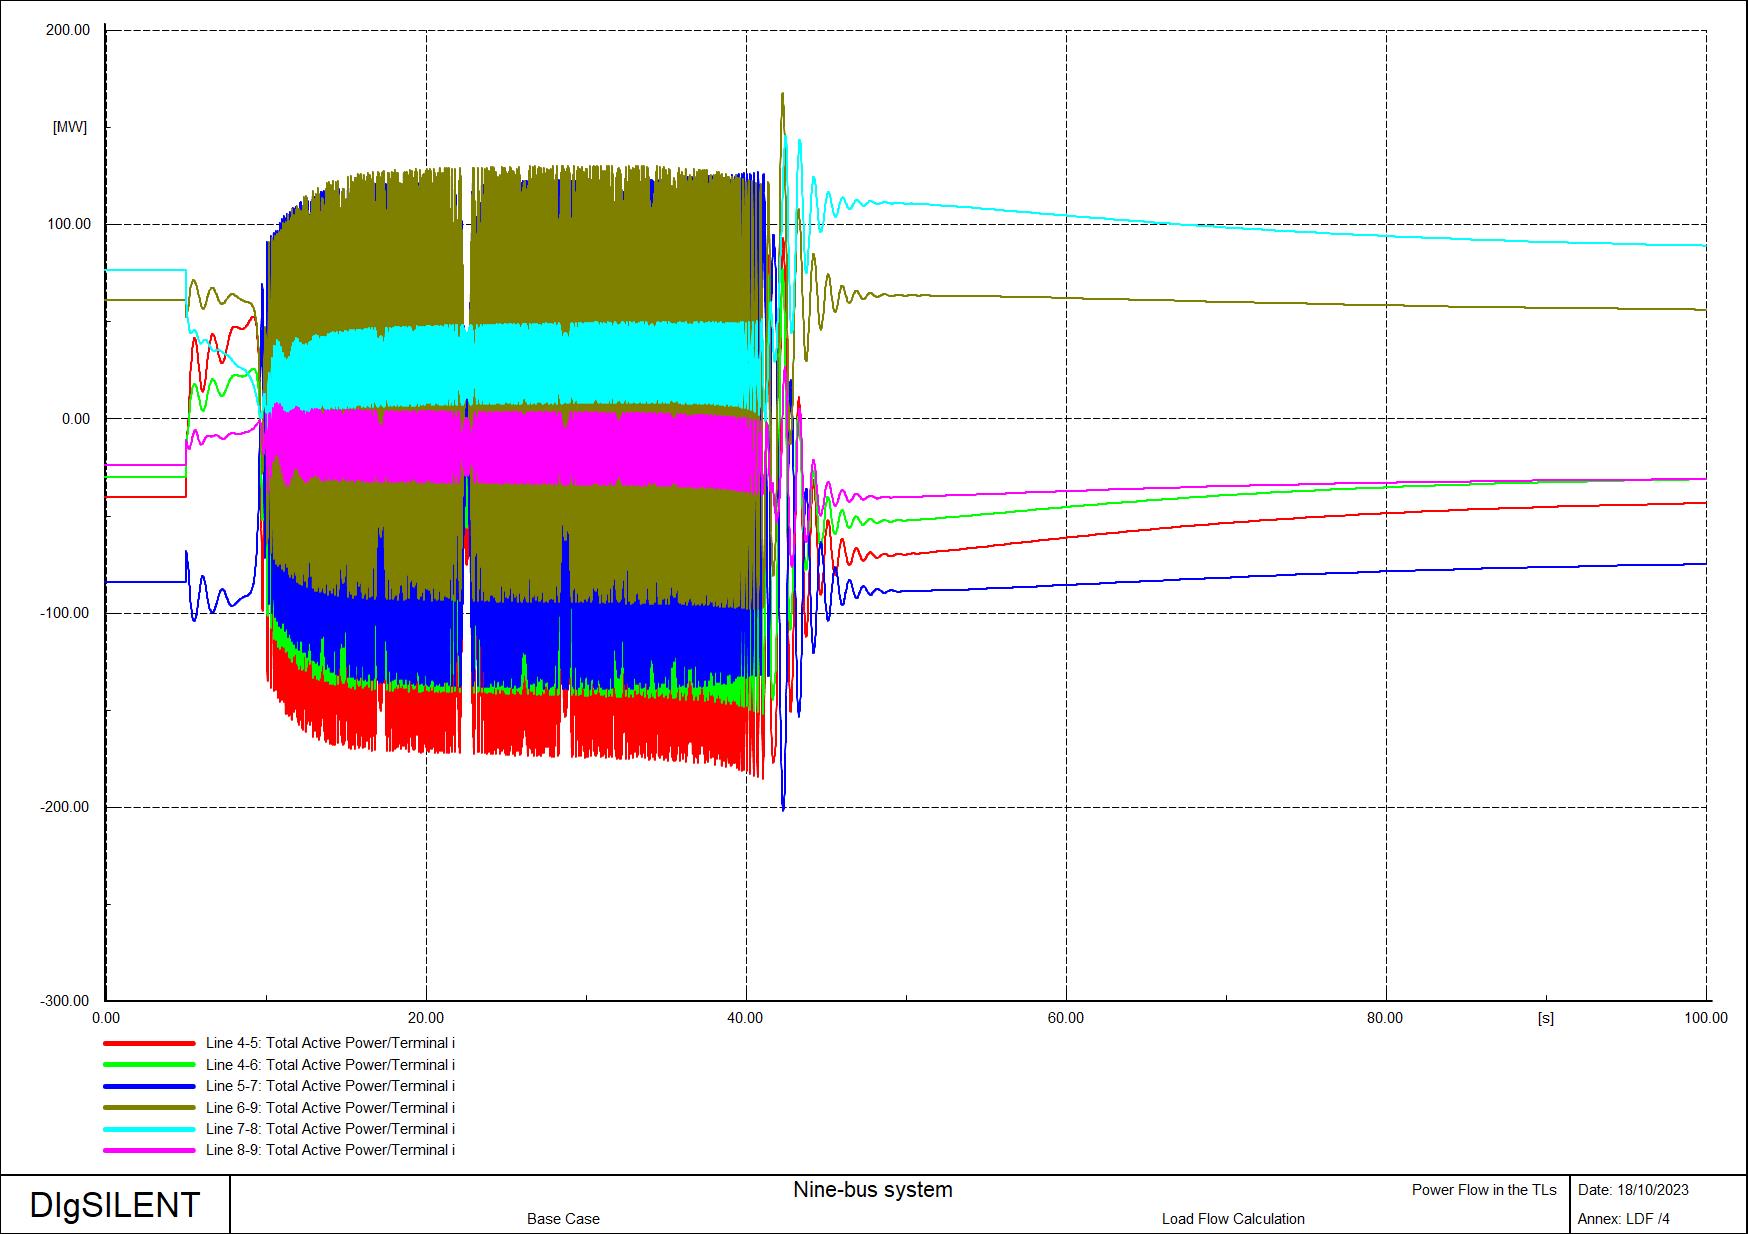 200.00
[MW]
100.00
0.00
-100.00
-200.00
-300.00
0.00 20.00 40.00 60.00 80.00 [s] 100.00
Line 4-5: Total Active Power/Terminal i
Line 4-6: Total Active Power/Terminal i
Line 5-7: Total Active Power/Terminal i
Line 6-9: Total Active Power/Terminal i
Line 7-8: Total Active Power/Terminal i
Line 8-9: Total Active Power/Terminal i
DIgSILENT
Nine-bus system
Power Flow in the TLs
Date: 18/10/2023
Base Case
Load Flow Calculation
Annex: LDF /4